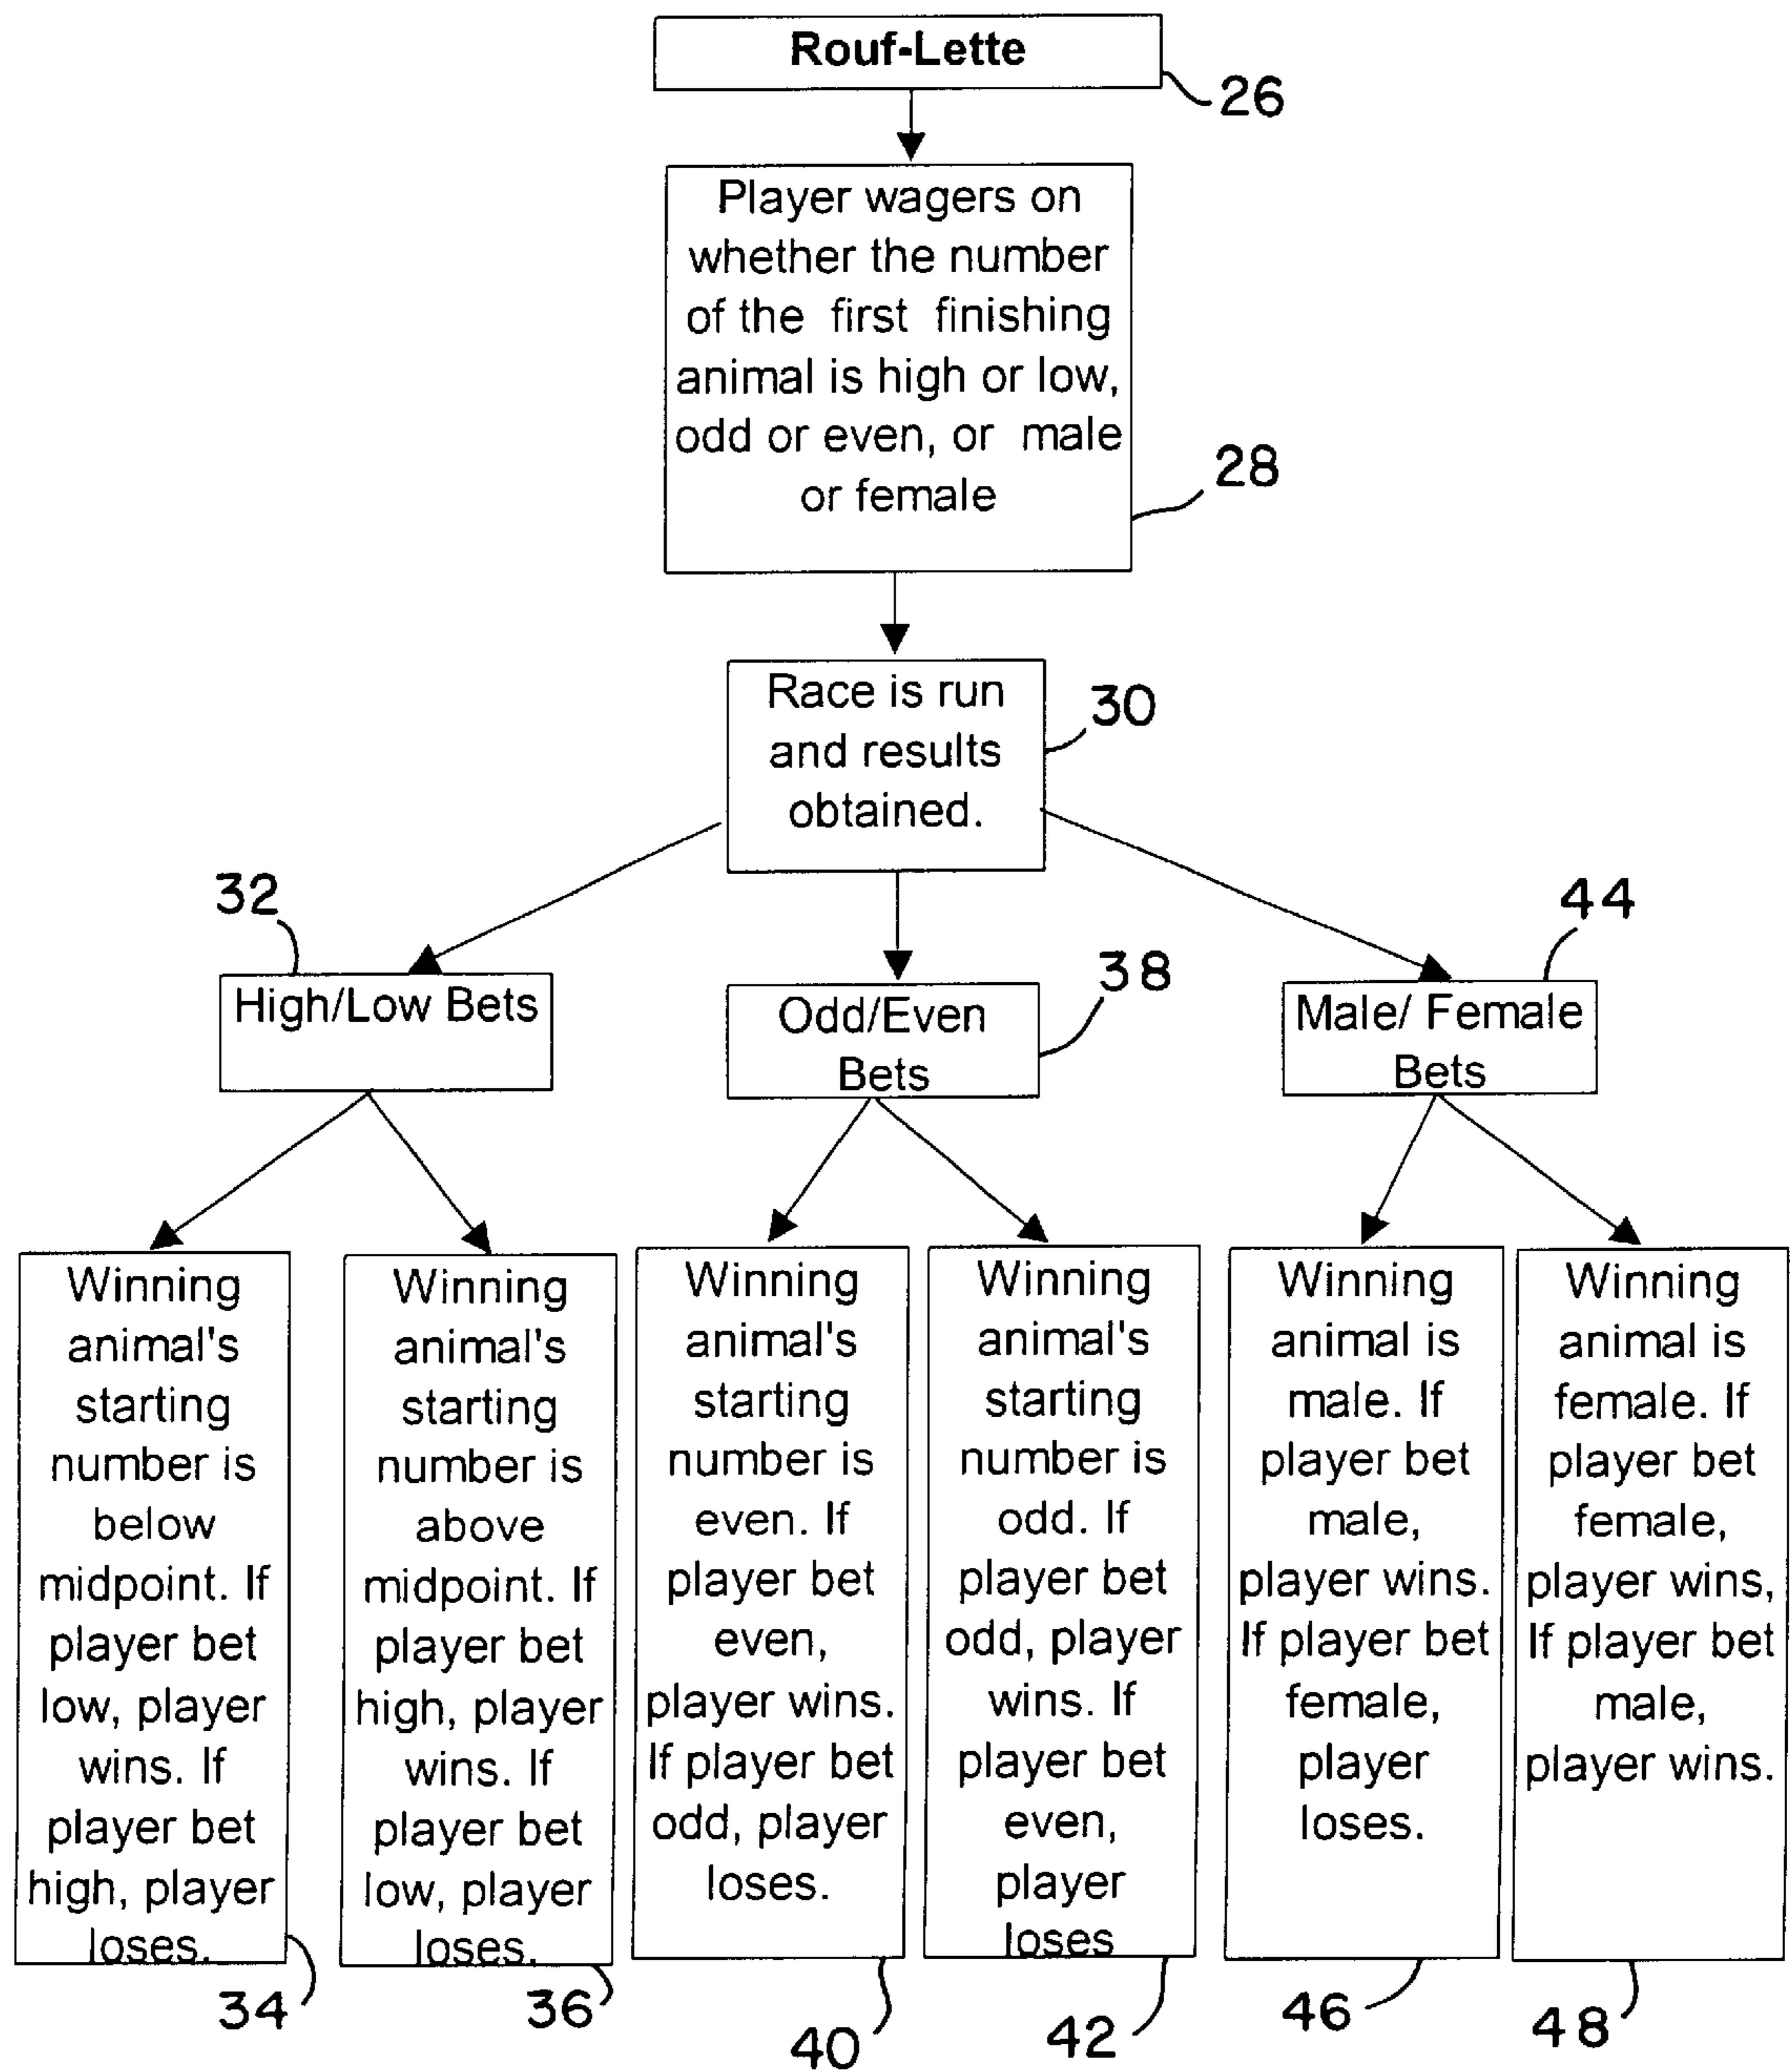 Rouf-Lette
26
Player wagers on
whether the number
of the first finishing
animal is high or low,
odd or even, or male
or female
28
Race is run
and results
obtained.
30
32
High/Low Bets
38
Odd/Even
Bets
44
Male/ Female
Bets
Winning
animal's
starting
number is
below
midpoint. If
player bet
low, player
wins. If
player bet
high, player
loses.
34
Winning
animal's
starting
number is
above
midpoint. If
player bet
high, player
wins. If
player bet
low, player
loses.
36
Winning
animal's
starting
number is
even. If
player bet
even,
player wins.
If player bet
odd, player
loses.
40
Winning
animal's
starting
number is
odd. If
player bet
odd, player
wins. If
player bet
even,
player
loses
42
Winning
animal is
male. If
player bet
male,
player wins.
If player bet
female,
player
loses.
46
Winning
animal is
female. If
player bet
female,
player wins,
If player bet
male,
player wins.
48